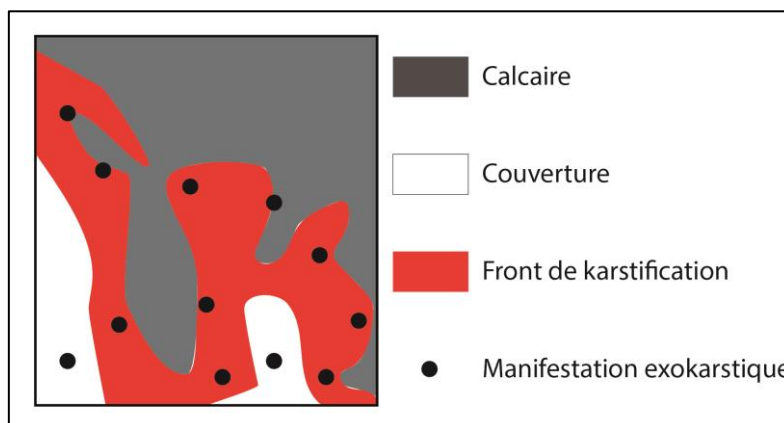 Calcaire
Couverture
Front de karstification
Manifestation exokarstique